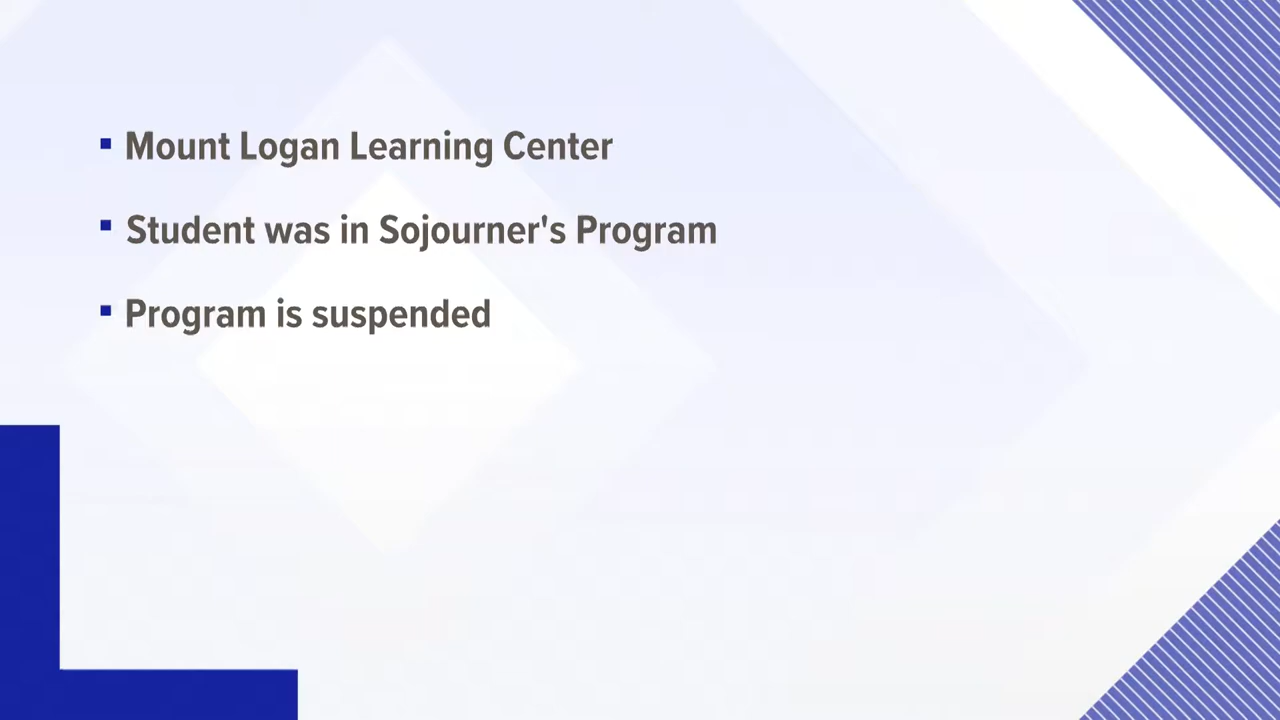 Mount Logan Learning Center
Student was in Sojourner's Program
Program is suspended